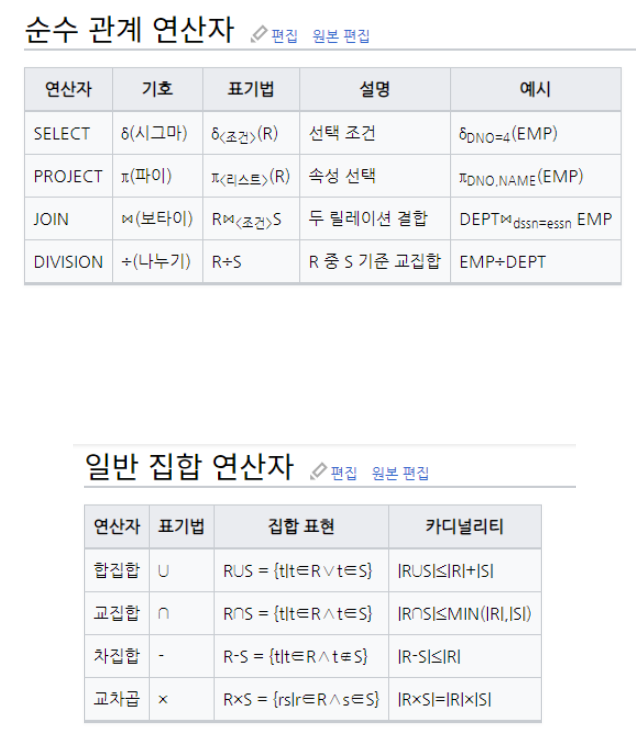 순수 관계 연산자 편집 원본 편집
연산자 기호 표기법 설명 예시
SELECT δ(시그마) δ<조건>(R) 선택 조건 δDNO=4(EMP)
PROJECT π(파이) π<리스트>(R) 속성 선택 πDNO,NAME(EMP)
JOIN ⋈(보타이) R⋈<조건>S 두 릴레이션 결합 DEPT⋈dssn=essn EMP
DIVISION ÷(나누기) R÷S R 중 S 기준 교집합 EMP÷DEPT
일반 집합 연산자 편집 원본 편집
연산자 표기법 집합 표현 카디널리티
합집합 ∪ R∪S = {t|t∈R∨t∈S} |R∪S|≤|R|+|S|
교집합 ∩ R∩S = {t|t∈R∧t∈S} |R∩S|≤MIN(|R|,|S|)
차집합 - R-S = {t|t∈R∧t∉S} |R-S|≤|R|
교차곱 × R×S = {rs|r∈R∧s∈S} |R×S|=|R|×|S|